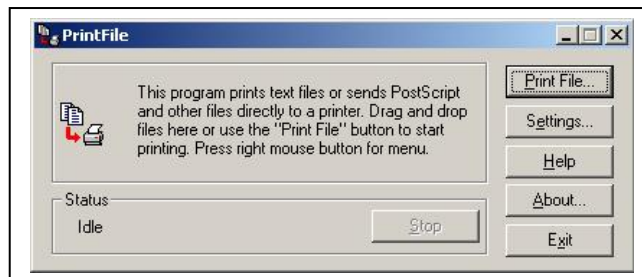 PrintFile
This program prints text files or sends PostScript
and other files directly to a printer. Drag and drop
files here or use the "Print File" button to start
printing. Press right mouse button for menu.
Print File...
Settings...
Help
About...
Exit
Status
Idle
Stop